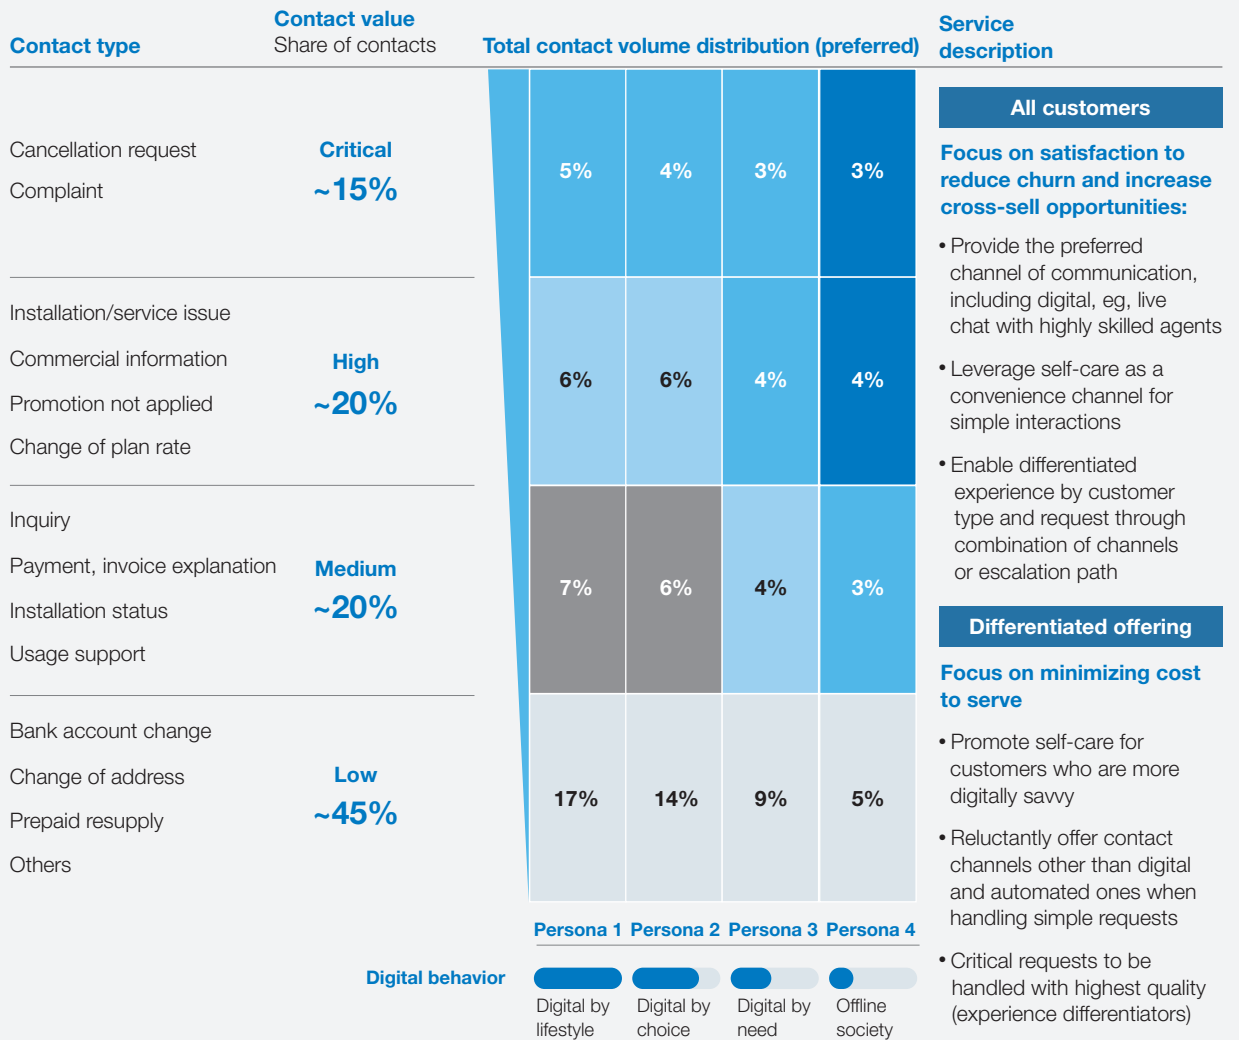 Contact type
Contact value
Share of contacts
Total contact volume distribution (preferred)
Service
description
Cancellation request
Complaint
Critical
~15%
5%
4%
3%
3%
Installation/service issue
Commercial information
Promotion not applied
Change of plan rate
High
~20%
6%
6%
4%
4%
Inquiry
Payment, invoice explanation
Installation status
Usage support
Medium
~20%
7%
6%
4%
3%
Bank account change
Change of address
Prepaid resupply
Others
Low
~45%
17%
14%
9%
5%
Persona 1
Persona 2
Persona 3
Persona 4
Digital behavior
Digital by
lifestyle
Digital by
choice
Digital by
need
Offline
society
All customers
Focus on satisfaction to
reduce churn and increase
cross-sell opportunities:
• Provide the preferred
channel of communication,
including digital, eg, live
chat with highly skilled agents
• Leverage self-care as a
convenience channel for
simple interactions
• Enable differentiated
experience by customer
type and request through
combination of channels
or escalation path
Differentiated offering
Focus on minimizing cost
to serve
• Promote self-care for
customers who are more
digitally savvy
• Reluctantly offer contact
channels other than digital
and automated ones when
handling simple requests
• Critical requests to be
handled with highest quality
(experience differentiators)